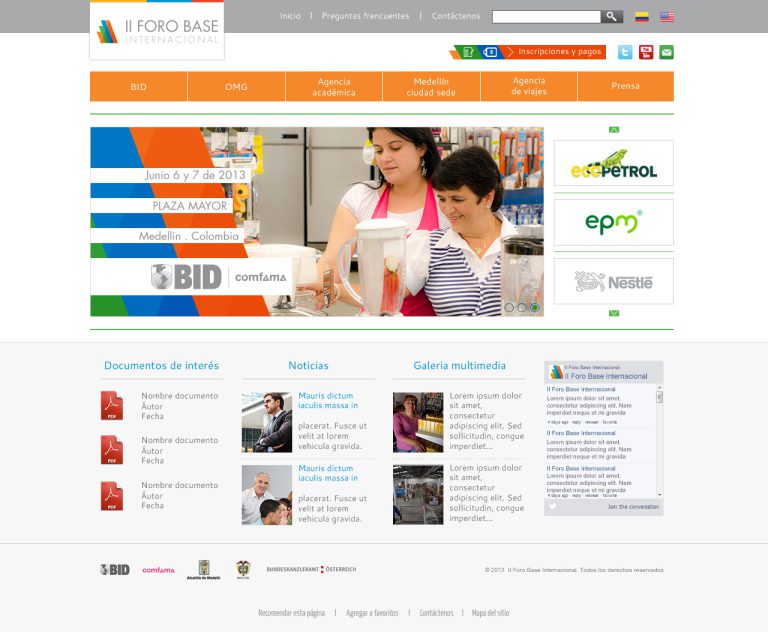 II FORO BASE
INTERNACIONAL
Inicio | Preguntas frencuentes | Contáctenos
Inscripciones y pagos
You Tube
BID
OMG
Agencia
académica
Medellín
ciudad sede
Agencia
de viajes
Prensa
Junio 6 y 7 de 2013
PLAZA MAYOR
Medellín . Colombia
BID | comfama
ecoPETROL
epm®
Nestlé
Documentos de interés
PDF
Nombre documento
Áutor
Fecha
PDF
Nombre documento
Áutor
Fecha
PDF
Nombre documento
Áutor
Fecha
Noticias
Mauris dictum
iaculis massa in
placerat. Fusce ut
velit at lorem
vehicula gravida.
Mauris dictum
iaculis massa in
placerat. Fusce ut
velit at lorem
vehicula gravida.
Galeria multimedia
Lorem ipsum dolor
sit amet,
consectetur
adipiscing elit. Sed
sollicitudin, congue
imperdiet...
Lorem ipsum dolor
sit amet,
consectetur
adipiscing elit. Sed
sollicitudin, congue
imperdiet...
II Foro Base Internacional
II Foro Base Internacional
II Foro Base Internacional
Lorem ipsum dolor sit amet,
consectetur adipiscing elit. Nam
imperdiet neque et mi gravida
4 days ago · reply · retweet · favorite
II Foro Base Internacional
Lorem ipsum dolor sit amet,
consectetur adipiscing elit. Nam
imperdiet neque et mi gravida
4 days ago · reply · retweet · favorite
II Foro Base Internacional
Lorem ipsum dolor sit amet,
consectetur adipiscing elit. Nam
imperdiet neque et mi gravida
4 days ago · reply · retweet · favorite
Join the conversation
BID
comfama
Alcaldía de Medellín
BUNDESKANZLERAMT ÖSTERREICH
© 2013 II Foro Base Internacional. Todos los derechos reservados
Recomendar esta página | Agregar a favoritos | Contáctenos | Mapa del sitio